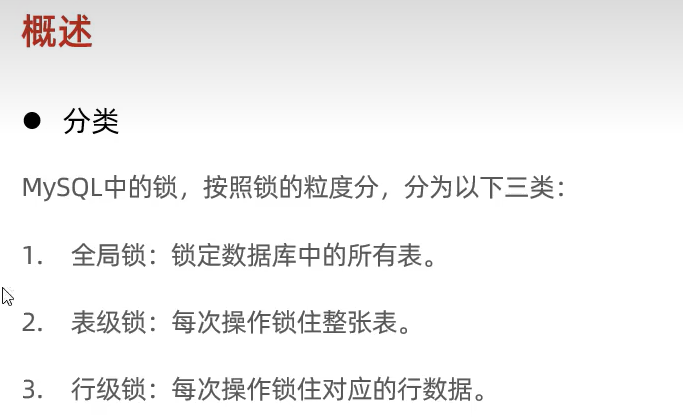 概述
● 分类
MySQL中的锁，按照锁的粒度分，分为以下三类：
1. 全局锁：锁定数据库中的所有表。
2. 表级锁：每次操作锁住整张表。
3. 行级锁：每次操作锁住对应的行数据。